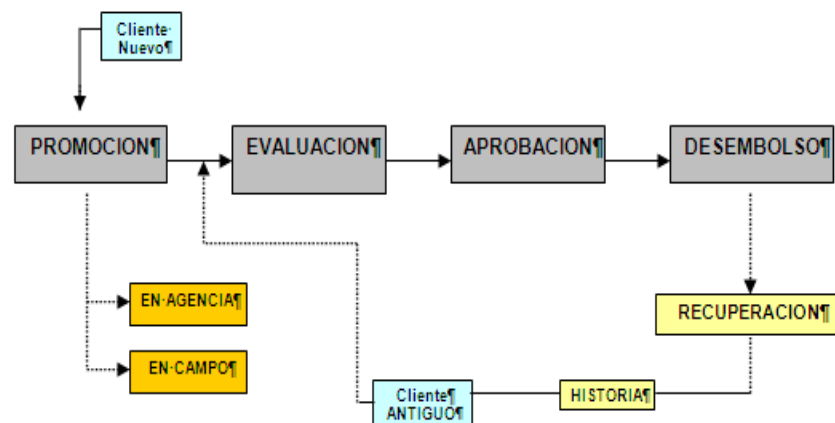 Cliente·
Nuevo¶
PROMOCION¶
EVALUACION¶
APROBACION¶
DESEMBOLSO¶
EN·AGENCIA¶
RECUPERACION¶
EN·CAMPO¶
Cliente¶
ANTIGUO¶
HISTORIA¶